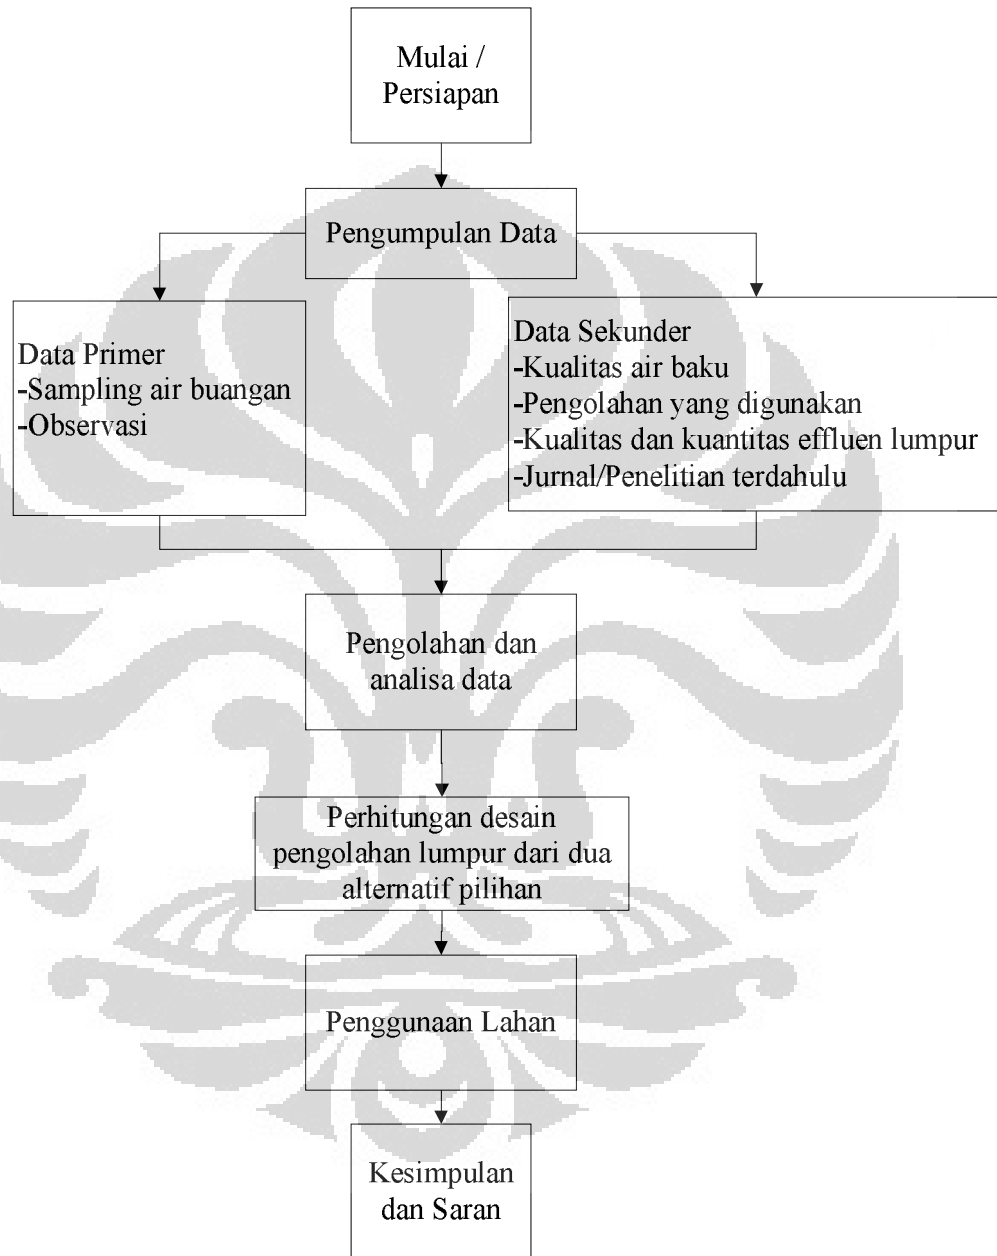 Mulai /
Persiapan
Pengumpulan Data
Data Primer
-Sampling air buangan
-Observasi
Data Sekunder
-Kualitas air baku
-Pengolahan yang digunakan
-Kualitas dan kuantitas effluen lumpur
-Jurnal/Penelitian terdahulu
Pengolahan dan
analisa data
Perhitungan desain
pengolahan lumpur dari dua
alternatif pilihan
Penggunaan Lahan
Kesimpulan
dan Saran